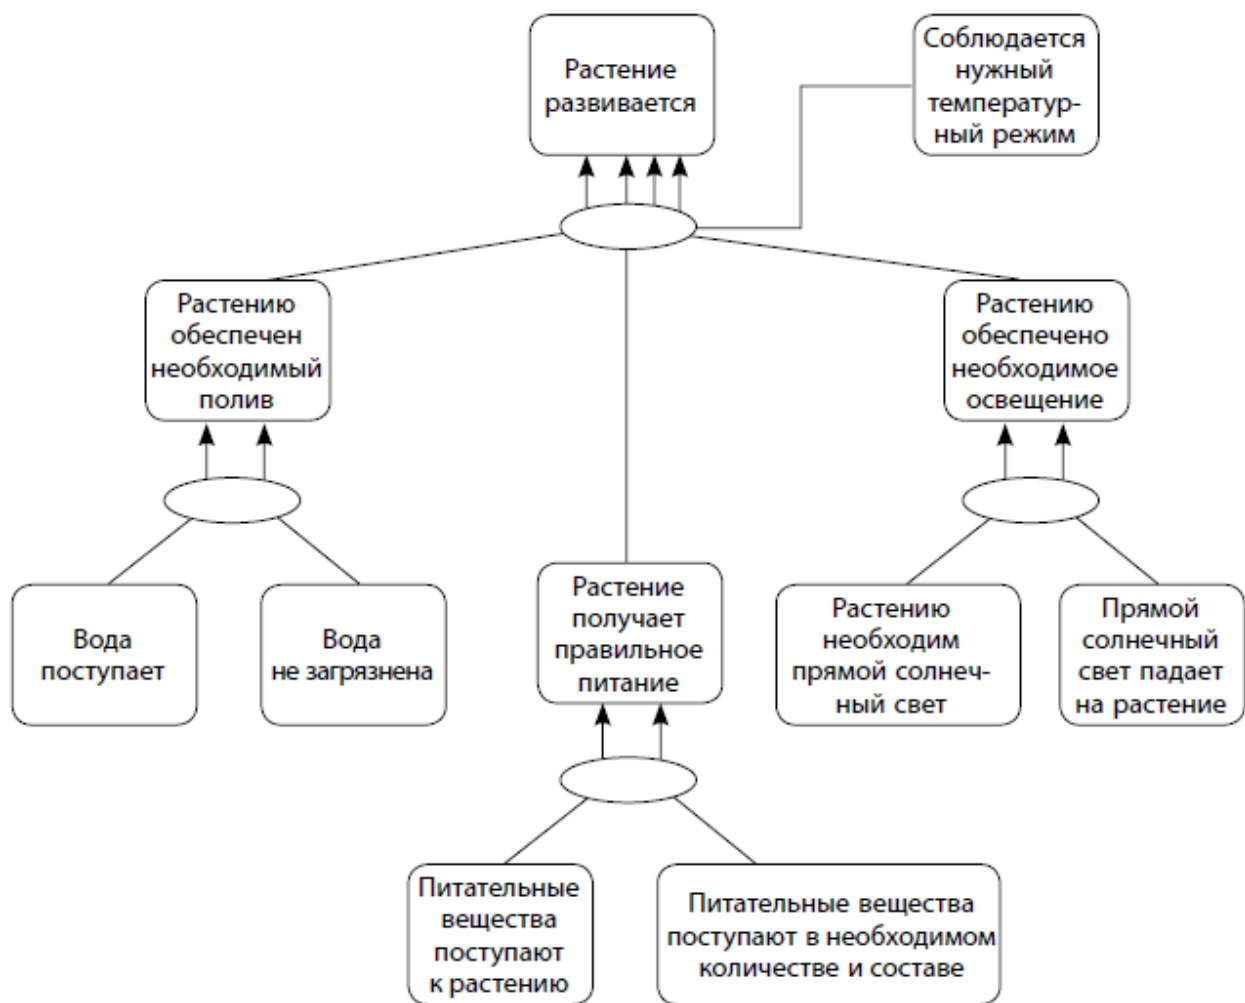 Растение
развивается
Соблюдается
нужный
температур-
ный режим
Растению
обеспечен
необходимый
полив
Растению
обеспечено
необходимое
освещение
Вода
поступает
Вода
не загрязнена
Растение
получает
правильное
питание
Растению
необходим
прямой солнеч-
ный свет
Прямой
солнечный
свет падает
на растение
Питательные
вещества
поступают
к растению
Питательные вещества
поступают в необходимом
количестве и составе